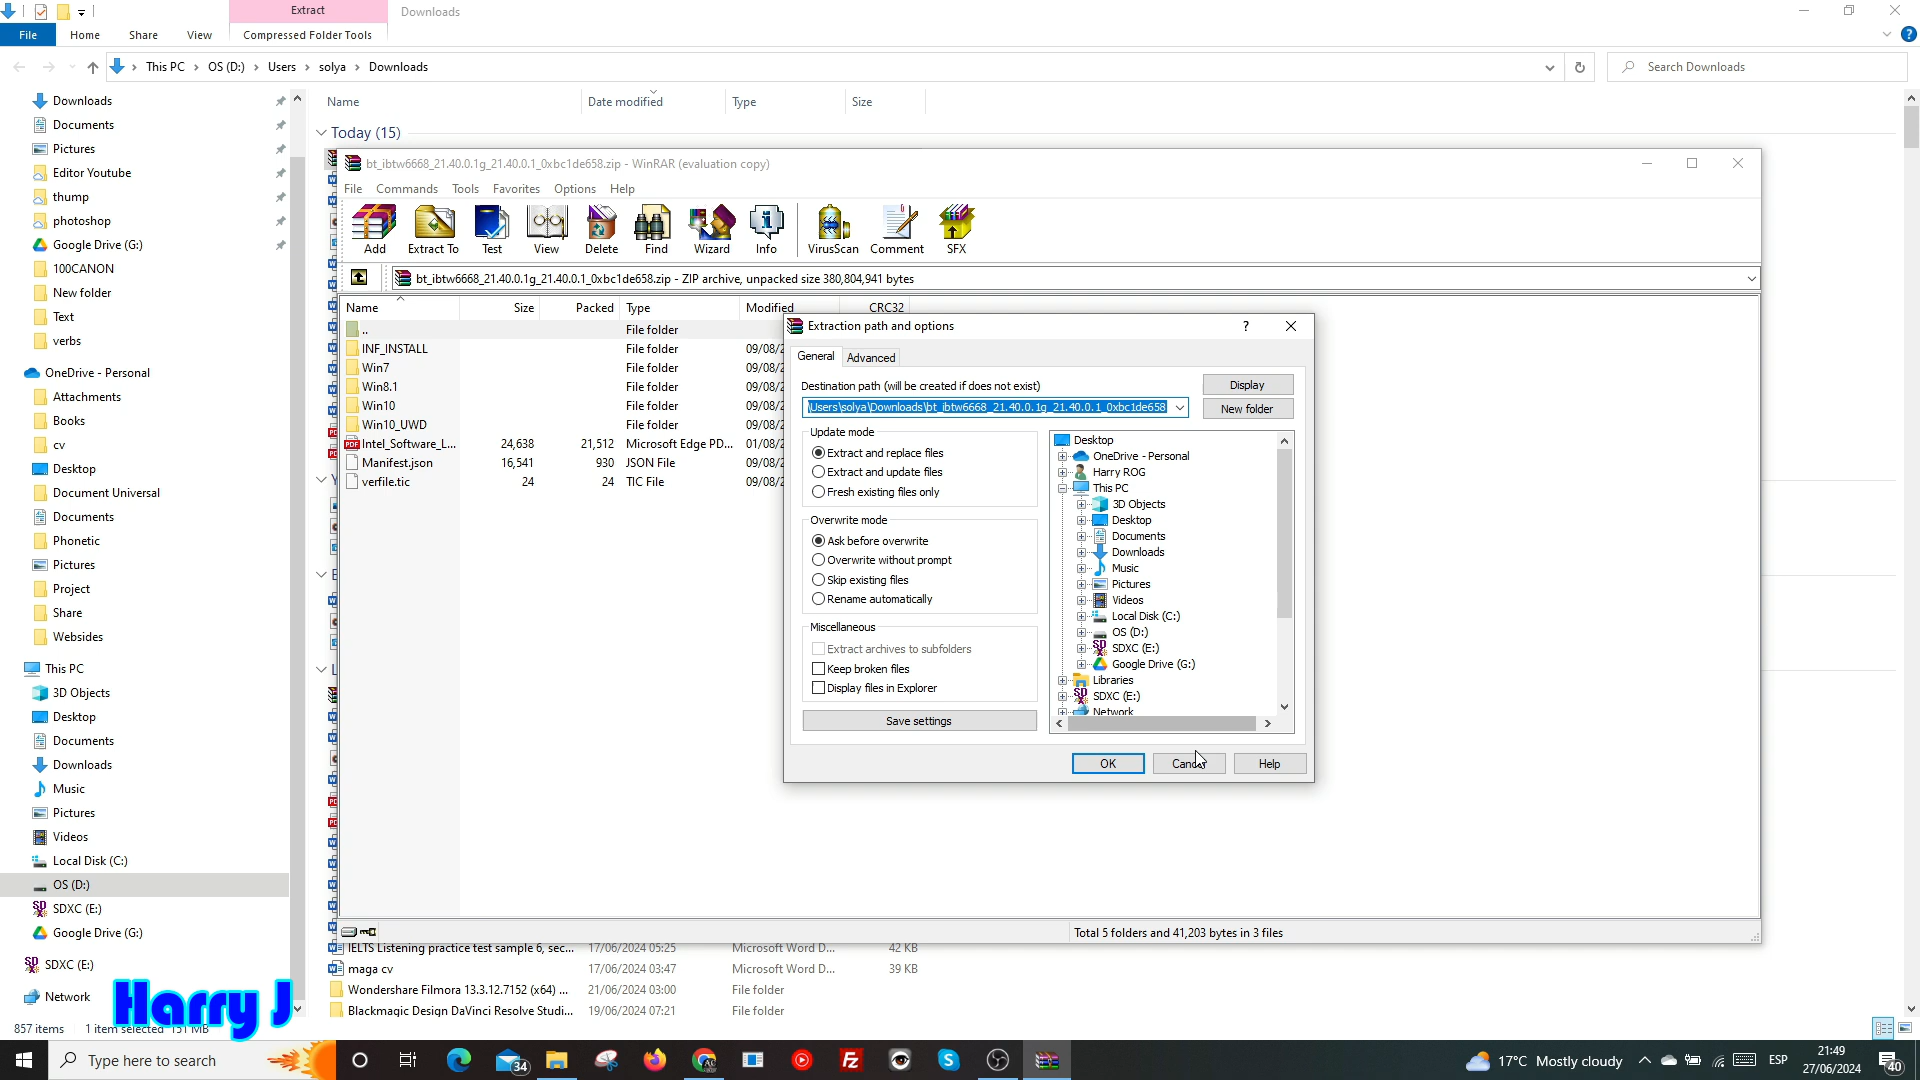 Extract
Downloads
File
Home
Share
View
Compressed Folder Tools
This PC
OS (D:)
Users
solya
Downloads
Search Downloads
Name
Date modified
Type
Size
Today (15)
Downloads
Documents
Pictures
Editor Youtube
thump
photoshop
Google Drive (G:)
100CANON
New folder
Text
verbs
OneDrive - Personal
Attachments
Books
cv
Desktop
Document Universal
Documents
Phonetic
Pictures
Project
Share
Websides
This PC
3D Objects
Desktop
Documents
Downloads
Music
Pictures
Videos
Local Disk (C:)
OS (D:)
SDXC (E:)
Google Drive (G:)
SDXC (E:)
Network
857 items
1 item selected 151 MB
Harry J
bt_ibtw6668_21.40.0.1g_21.40.0.1_0xbc1de658.zip - WinRAR (evaluation copy)
File
Commands
Tools
Favorites
Options
Help
Add
Extract To
Test
View
Delete
Find
Wizard
Info
VirusScan
Comment
SFX
bt_ibtw6668_21.40.0.1g_21.40.0.1_0xbc1de658.zip - ZIP archive, unpacked size 380,804,941 bytes
Name
Size
Packed
Type
Modified
CRC32
.. File folder
INF_INSTALL File folder 09/08/2
Win7 File folder 09/08/2
Win8.1 File folder 09/08/2
Win10 File folder 09/08/2
Win10_UWD File folder 09/08/2
Intel_Software_L... 24,638 21,512 Microsoft Edge PD... 01/08/2
Manifest.json 16,541 930 JSON File 09/08/2
verfile.tic 24 24 TIC File 09/08/2
Total 5 folders and 41,203 bytes in 3 files
Extraction path and options
?
General
Advanced
Destination path (will be created if does not exist)
Display
\Users\solya\Downloads\bt_ibtw6668_21.40.0.1g_21.40.0.1_0xbc1de658
New folder
Update mode
Extract and replace files
Extract and update files
Fresh existing files only
Overwrite mode
Ask before overwrite
Overwrite without prompt
Skip existing files
Rename automatically
Miscellaneous
Extract archives to subfolders
Keep broken files
Display files in Explorer
Save settings
Desktop
OneDrive - Personal
Harry ROG
This PC
3D Objects
Desktop
Documents
Downloads
Music
Pictures
Videos
Local Disk (C:)
OS (D:)
SDXC (E:)
Google Drive (G:)
Libraries
SDXC (E:)
Network
OK
Cancel
Help
IELTS Listening practice test sample 6, sec... 17/06/2024 05:25 Microsoft Word D... 42 KB
maga cv 17/06/2024 03:47 Microsoft Word D... 39 KB
Wondershare Filmora 13.3.12.7152 (x64) ... 21/06/2024 03:00 File folder
Blackmagic Design DaVinci Resolve Studi... 19/06/2024 07:21 File folder
Type here to search
34
17°C Mostly cloudy
ESP
21:49
27/06/2024
40